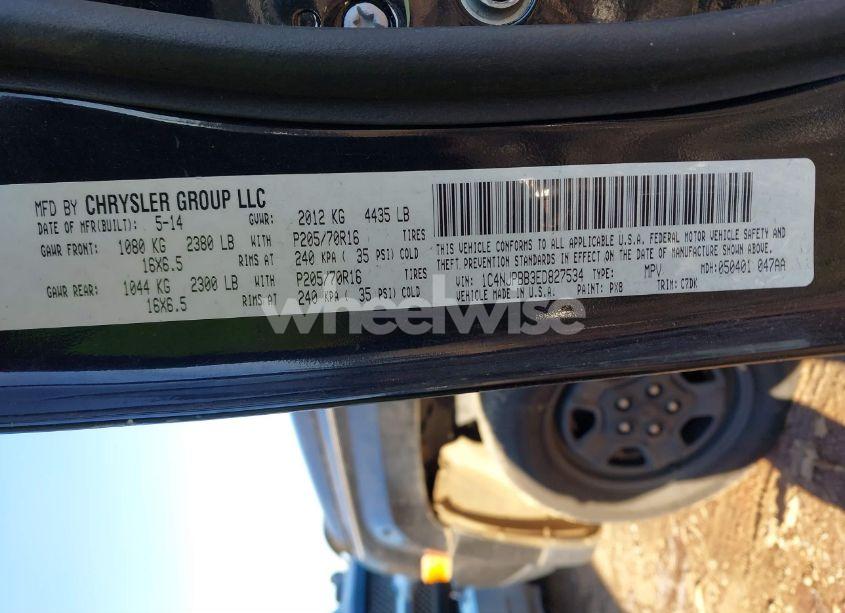 MFD BY CHRYSLER GROUP LLC
DATE OF MFR(BUILT): 5-14 GVWR: 2012 KG 4435 LB
GAWR FRONT: 1080 KG 2380 LB WITH P205/70R16 TIRES
16X6.5 RIMS AT 240 KPA ( 35 PSI) COLD
GAWR REAR: 1044 KG 2300 LB WITH P205/70R16 TIRES
16X6.5 RIMS AT 240 KPA ( 35 PSI) COLD
THIS VEHICLE CONFORMS TO ALL APPLICABLE U.S.A. FEDERAL MOTOR VEHICLE SAFETY AND
THEFT PREVENTION STANDARDS IN EFFECT ON THE DATE OF MANUFACTURE SHOWN ABOVE.
VIN: 1C4NJPBB3ED827534 TYPE: MPV MDH: 050401 047AA
VEHICLE MADE IN U.S.A. PAINT: PX8 TRIM: C7DK
wheelwise